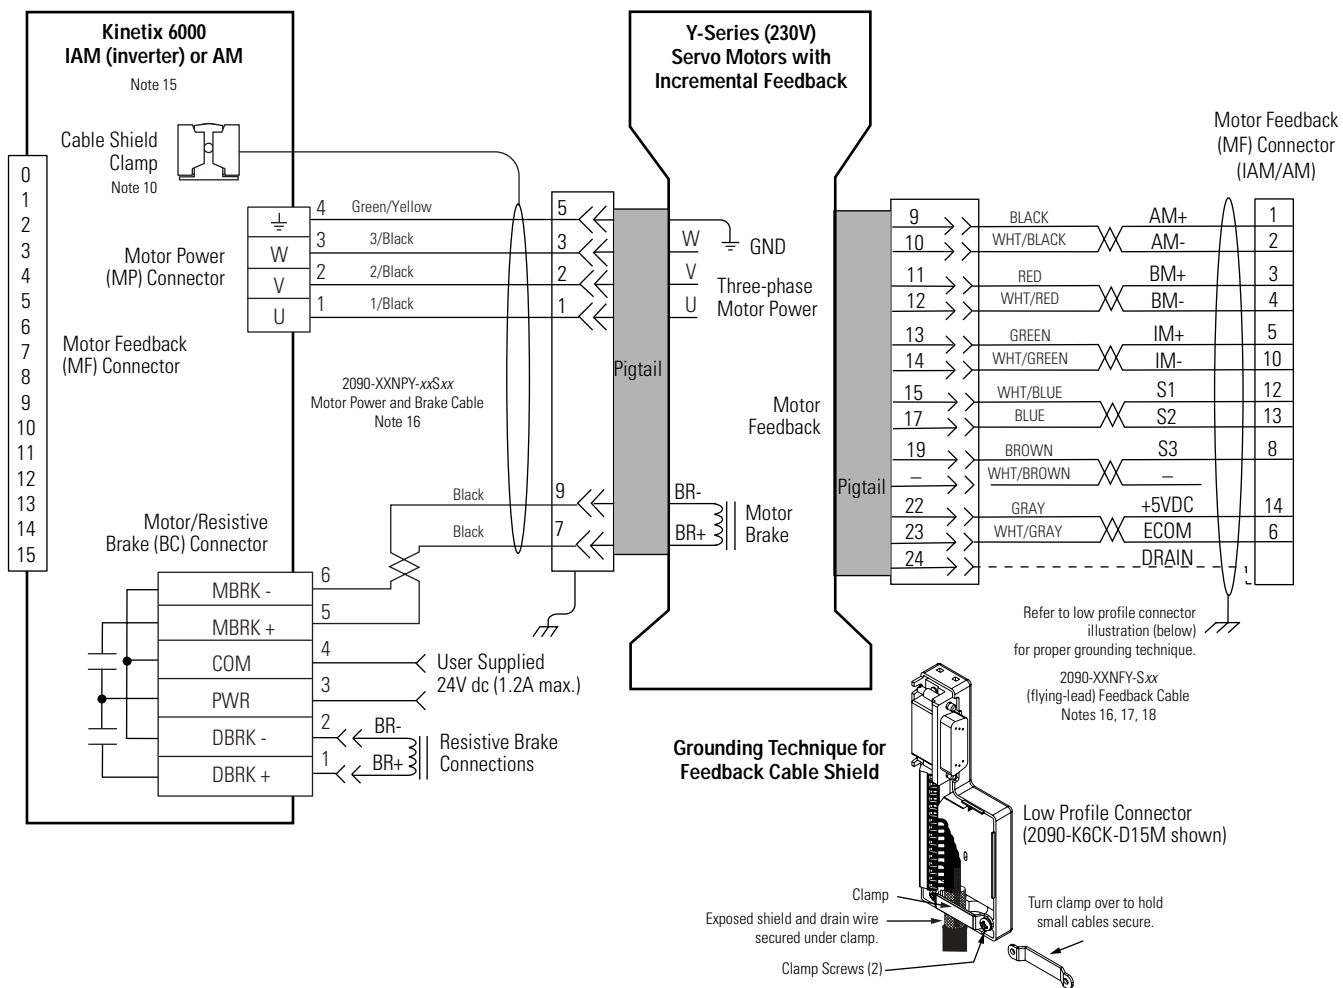 Kinetix 6000
IAM (inverter) or AM
Note 15
Cable Shield
Clamp
Note 10
0
1
2
3
4
5
6
7
8
9
10
11
12
13
14
15
Motor Power
(MP) Connector
Motor Feedback
(MF) Connector
W
V
U
4
3
2
1
Green/Yellow
3/Black
2/Black
1/Black
5
3
2
1
2090-XXNPY-xxSxx
Motor Power and Brake Cable
Note 16
Black
Black
9
7
Motor/Resistive
Brake (BC) Connector
MBRK -
MBRK +
COM
PWR
DBRK -
DBRK +
6
5
4
3
2
1
User Supplied
24V dc (1.2A max.)
BR-
BR+
Resistive Brake
Connections
Y-Series (230V)
Servo Motors with
Incremental Feedback
Pigtail
W
V
U
GND
Three-phase
Motor Power
Motor
Feedback
BR-
BR+
Motor
Brake
Pigtail
Motor Feedback
(MF) Connector
(IAM/AM)
9 BLACK AM+ 1
10 WHT/BLACK AM- 2
11 RED BM+ 3
12 WHT/RED BM- 4
13 GREEN IM+ 5
14 WHT/GREEN IM- 10
15 WHT/BLUE S1 12
17 BLUE S2 13
19 BROWN S3 8
– WHT/BROWN –
22 GRAY +5VDC 14
23 WHT/GRAY ECOM 6
24 DRAIN
Refer to low profile connector
illustration (below)
for proper grounding technique.
2090-XXNFY-Sxx
(flying-lead) Feedback Cable
Notes 16, 17, 18
Grounding Technique for
Feedback Cable Shield
Low Profile Connector
(2090-K6CK-D15M shown)
Clamp
Exposed shield and drain wire
secured under clamp.
Clamp Screws (2)
Turn clamp over to hold
small cables secure.